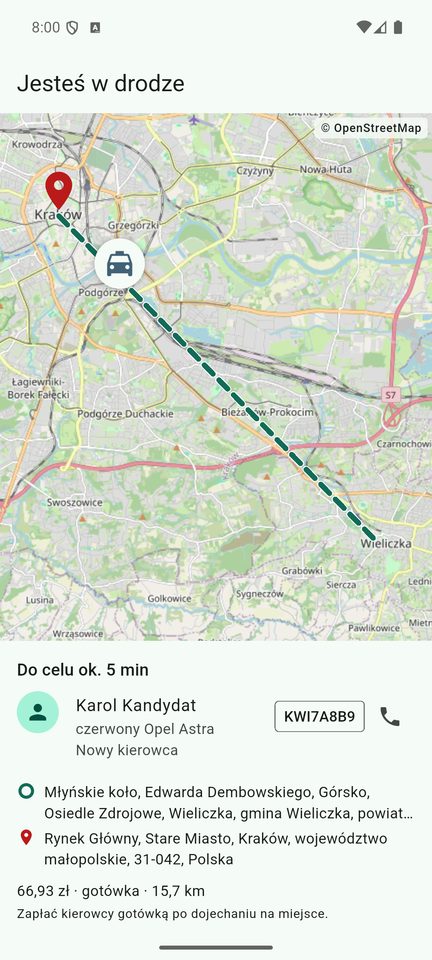 8:00
A
Jesteś w drodze
© OpenStreetMap
Krowodrza
Czyżyny
Nowa Huta
Kraków
Grzegórzki
Podgórze
Łagiewniki-
Borek Fałęcki
Podgórze Duchackie
Bieżanów-Prokocim
S7
Czarnochowi
Kraków
Swoszowice
Wieliczka
Grabówki
Siercza
Ledni
Lusina
Golkowice
Sygneczów
Pawlikowice
Wrząsowice
Do celu ok. 5 min
Karol Kandydat
czerwony Opel Astra
Nowy kierowca
KWI7A8B9
Młyńskie koło, Edwarda Dembowskiego, Górsko,
Osiedle Zdrojowe, Wieliczka, gmina Wieliczka, powiat…
Rynek Główny, Stare Miasto, Kraków, województwo
małopolskie, 31-042, Polska
66,93 zł · gotówka · 15,7 km
Zapłać kierowcy gotówką po dojechaniu na miejsce.